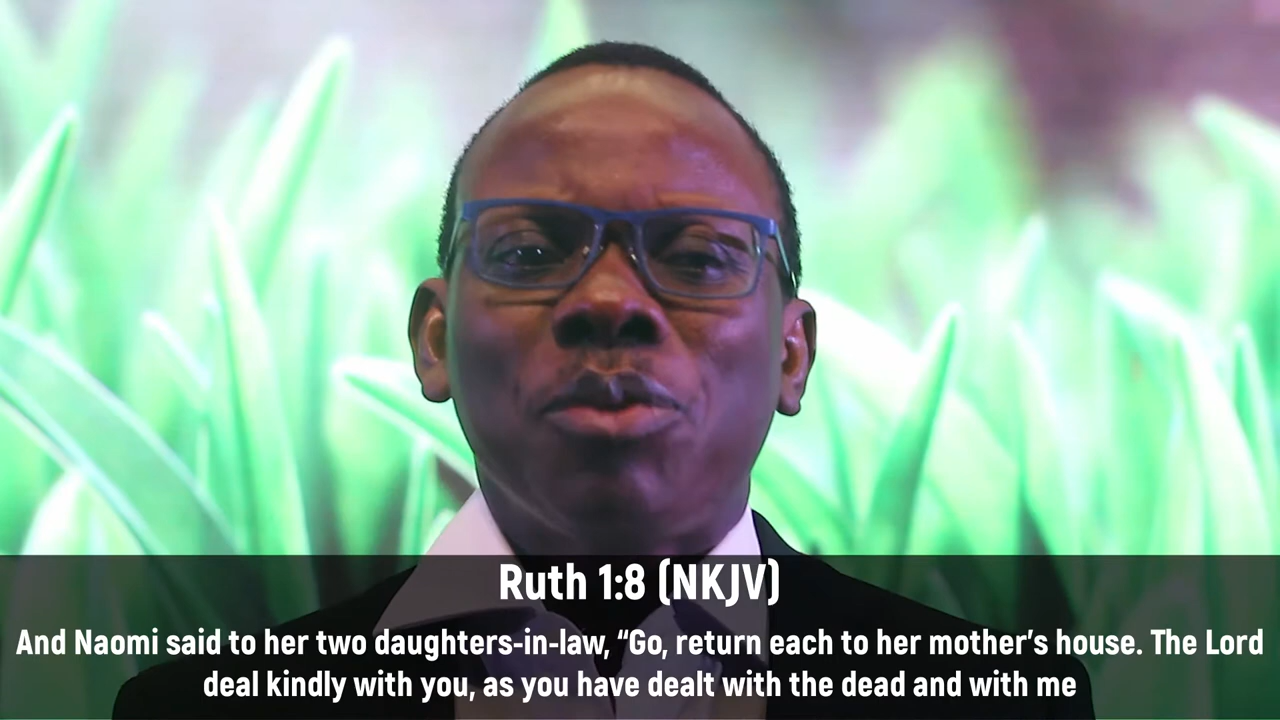 Ruth 1:8 (NKJV)
And Naomi said to her two daughters-in-law, “Go, return each to her mother’s house. The Lord
deal kindly with you, as you have dealt with the dead and with me